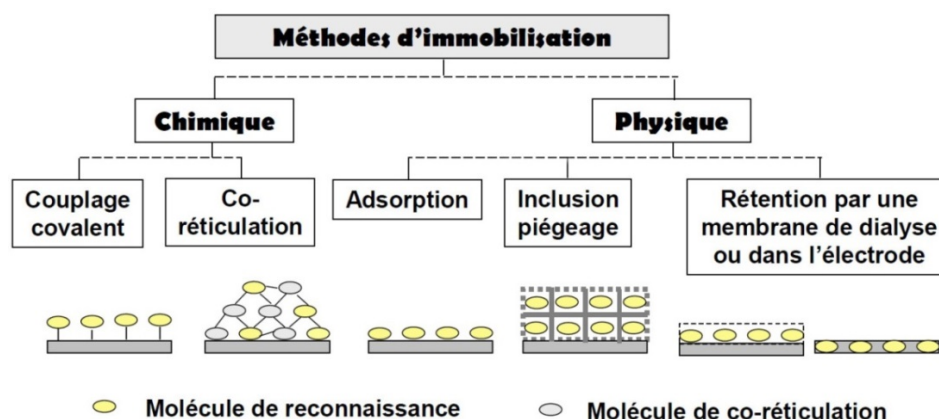 Méthodes d'immobilisation
Chimique
Physique
Couplage
covalent
Co-
réticulation
Adsorption
Inclusion
piégeage
Rétention par une
membrane de dialyse
ou dans l'électrode
Molécule de reconnaissance
Molécule de co-réticulation